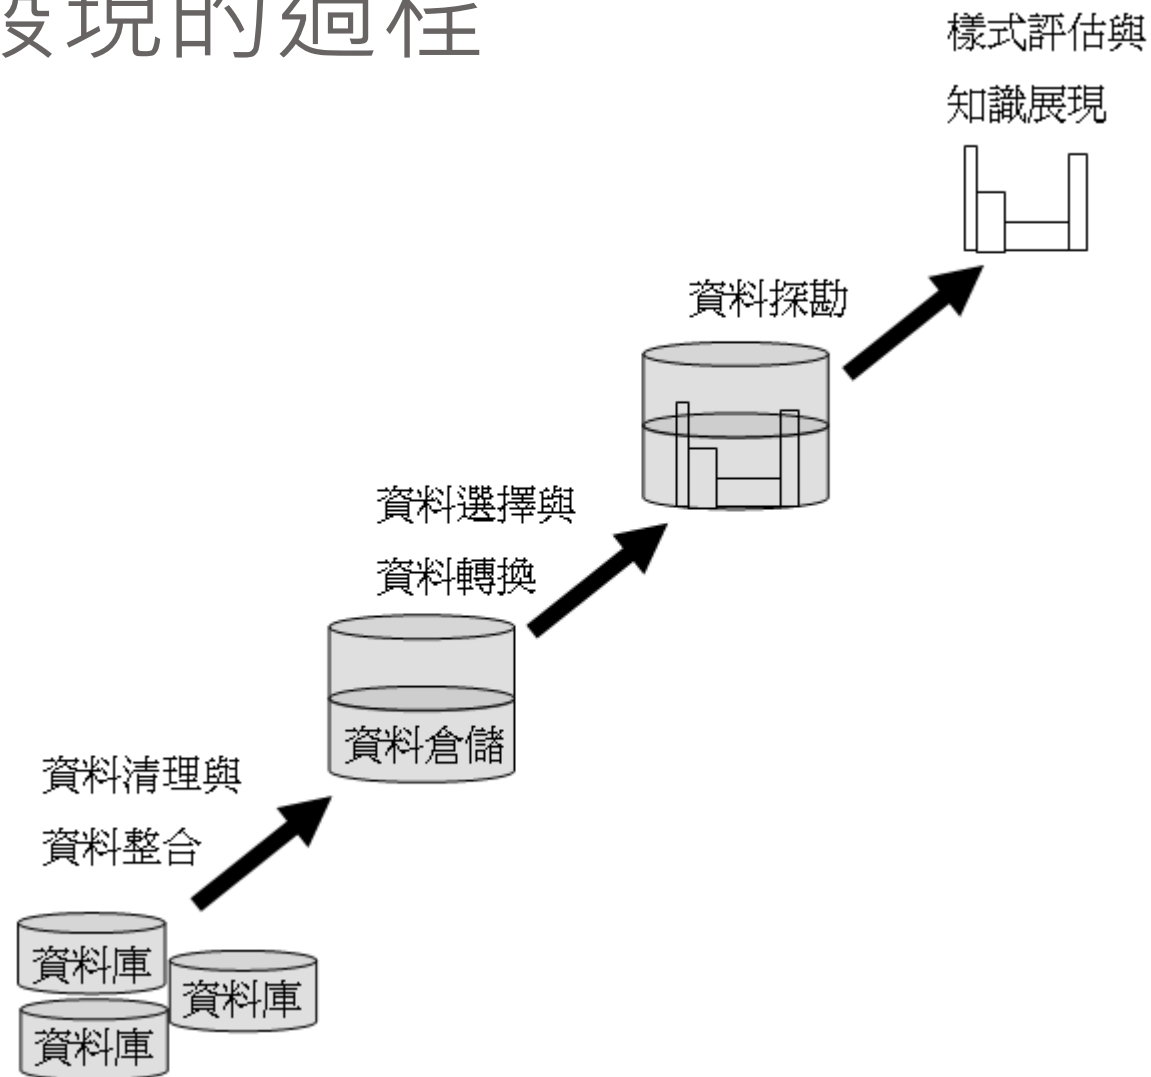 發現的過程
樣式評估與
知識展現
資料探勘
資料選擇與
資料轉換
資料倉儲
資料清理與
資料整合
資料庫
資料庫
資料庫